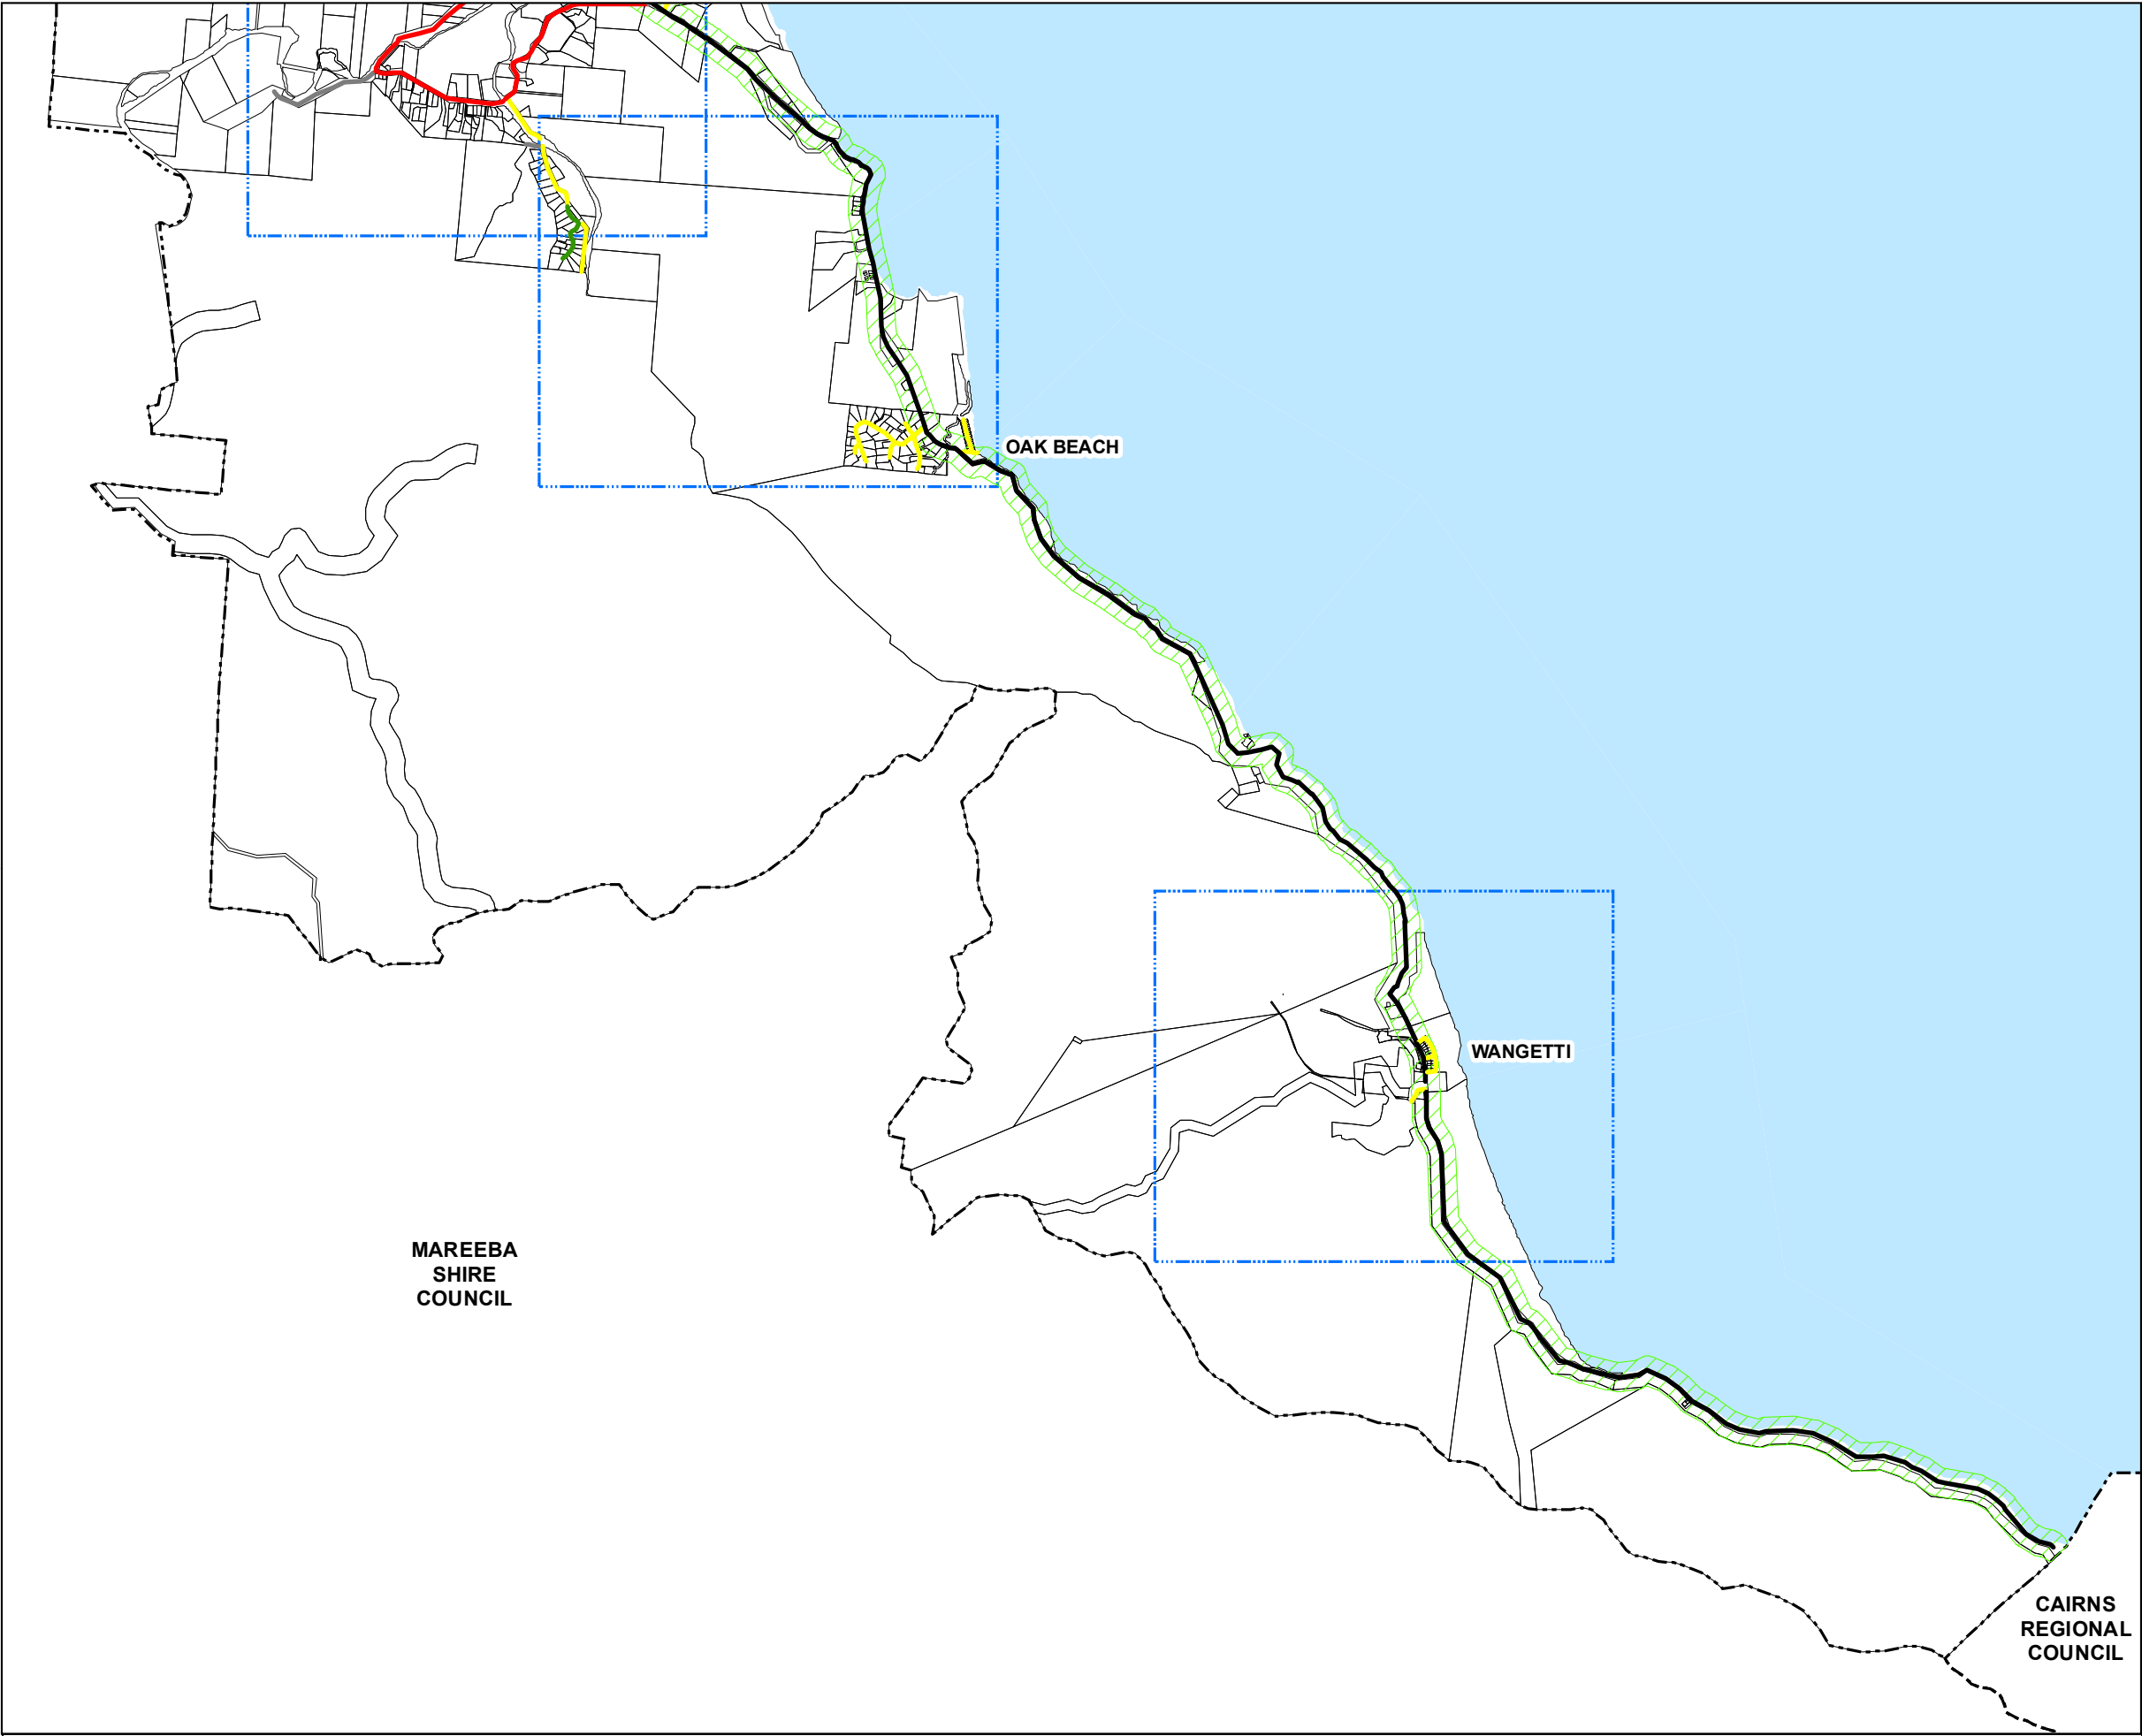 OAK BEACH
WANGETTI
MAREEBA
SHIRE
COUNCIL
CAIRNS
REGIONAL
COUNCIL